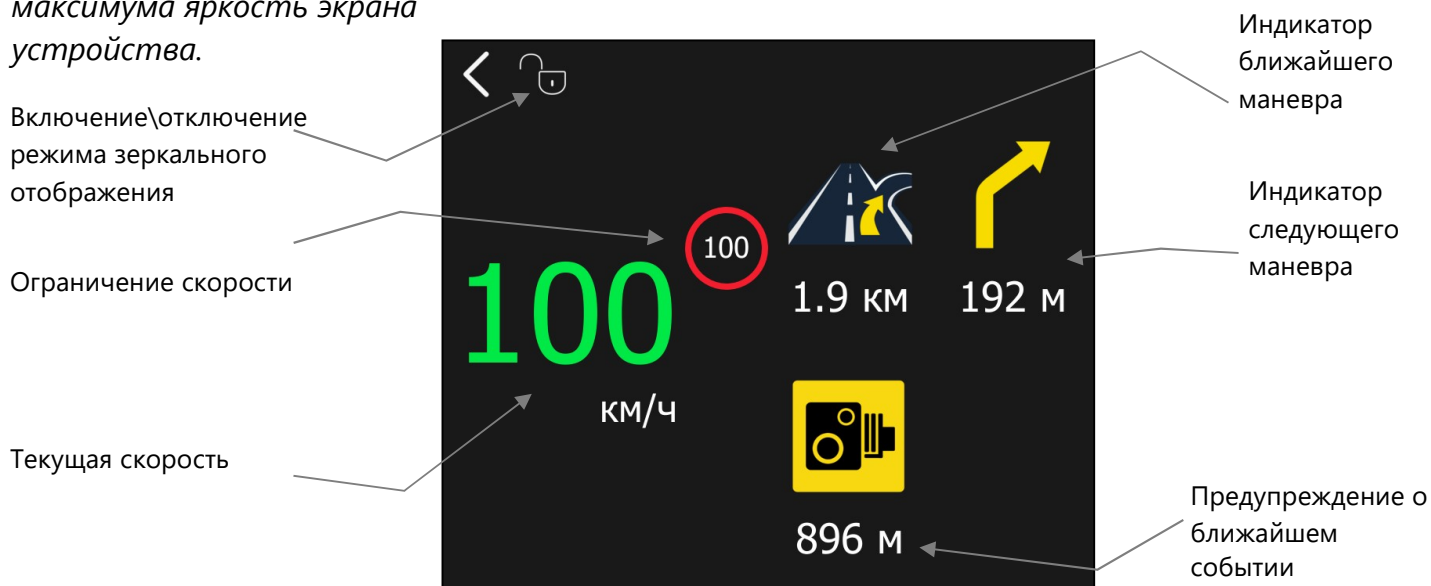 максимума яркость экрана
устройства.
Включение\отключение
режима зеркального
отображения
Ограничение скорости
Текущая скорость
100
100
км/ч
1.9 км
192 м
896 м
Индикатор
ближайшего
маневра
Индикатор
следующего
маневра
Предупреждение о
ближайшем
событии